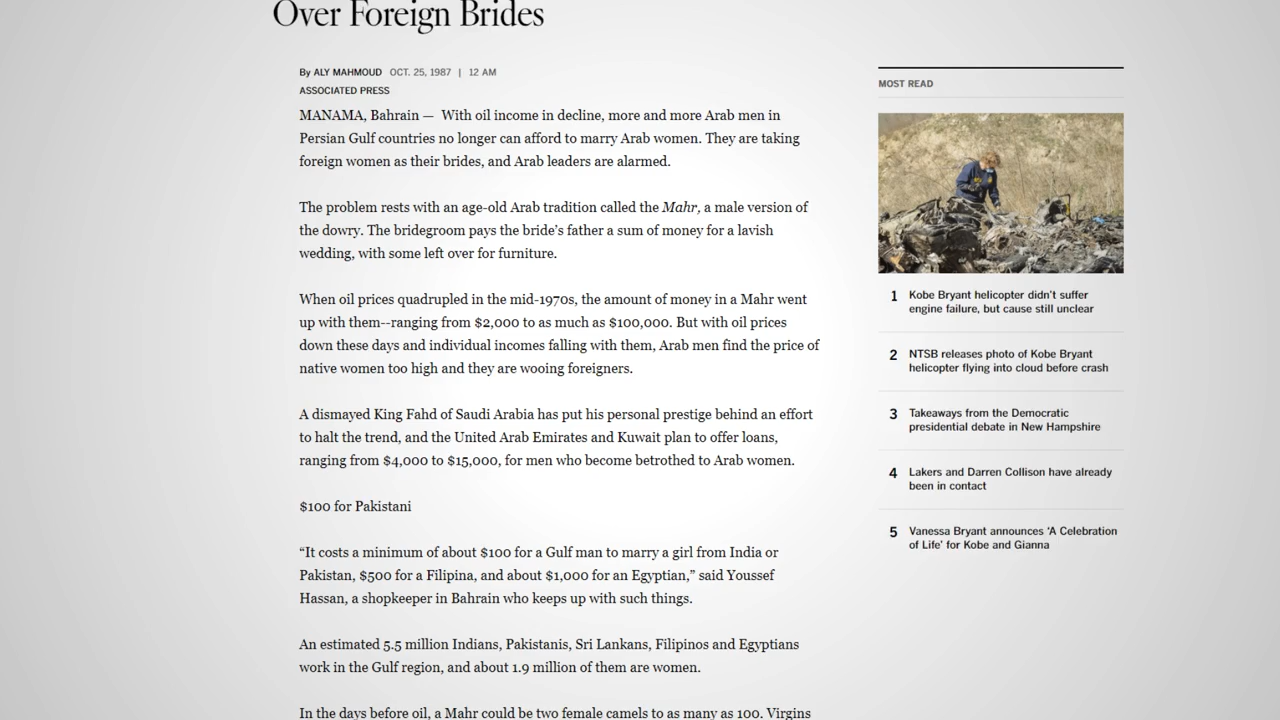 Over Foreign Brides
By ALY MAHMOUD OCT. 25, 1987 | 12 AM
ASSOCIATED PRESS
MANAMA, Bahrain — With oil income in decline, more and more Arab men in
Persian Gulf countries no longer can afford to marry Arab women. They are taking
foreign women as their brides, and Arab leaders are alarmed.
The problem rests with an age-old Arab tradition called the Mahr, a male version of
the dowry. The bridegroom pays the bride’s father a sum of money for a lavish
wedding, with some left over for furniture.
When oil prices quadrupled in the mid-1970s, the amount of money in a Mahr went
up with them--ranging from $2,000 to as much as $100,000. But with oil prices
down these days and individual incomes falling with them, Arab men find the price of
native women too high and they are wooing foreigners.
A dismayed King Fahd of Saudi Arabia has put his personal prestige behind an effort
to halt the trend, and the United Arab Emirates and Kuwait plan to offer loans,
ranging from $4,000 to $15,000, for men who become betrothed to Arab women.
$100 for Pakistani
“It costs a minimum of about $100 for a Gulf man to marry a girl from India or
Pakistan, $500 for a Filipina, and about $1,000 for an Egyptian,” said Youssef
Hassan, a shopkeeper in Bahrain who keeps up with such things.
An estimated 5.5 million Indians, Pakistanis, Sri Lankans, Filipinos and Egyptians
work in the Gulf region, and about 1.9 million of them are women.
In the days before oil, a Mahr could be two female camels to as many as 100. Virgins
MOST READ
1 Kobe Bryant helicopter didn’t suffer
engine failure, but cause still unclear
2 NTSB releases photo of Kobe Bryant
helicopter flying into cloud before crash
3 Takeaways from the Democratic
presidential debate in New Hampshire
4 Lakers and Darren Collison have already
been in contact
5 Vanessa Bryant announces ‘A Celebration
of Life’ for Kobe and Gianna